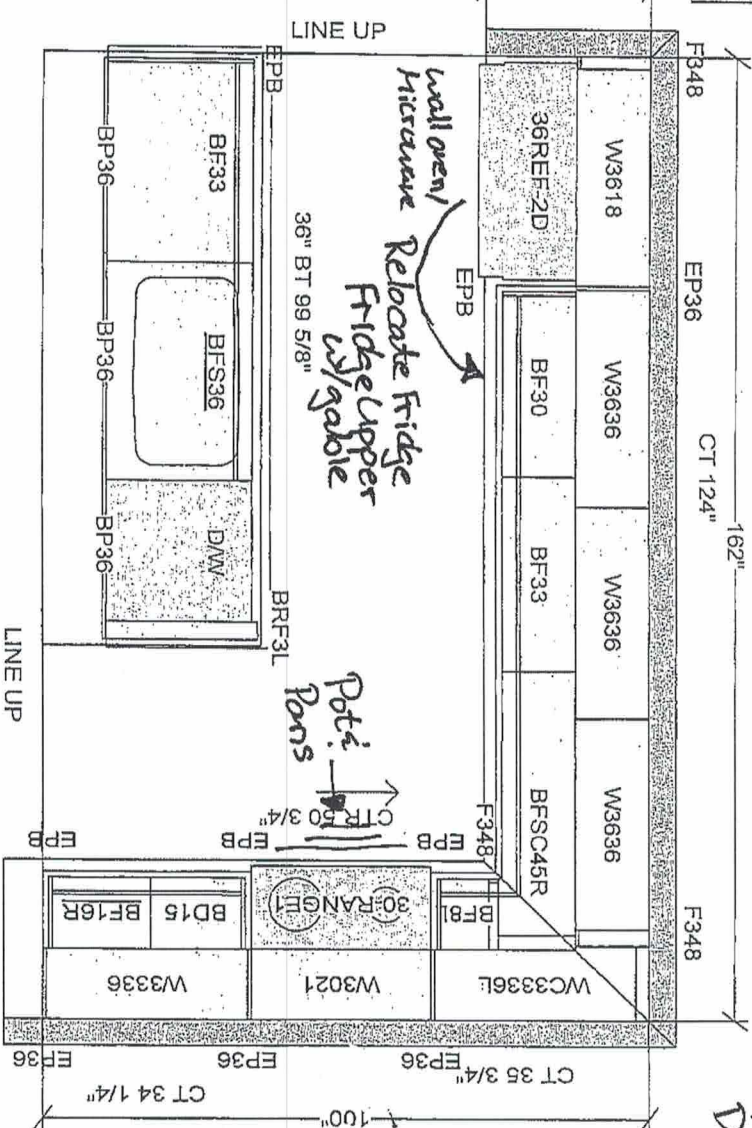 LINE UP
F348
EP36
CT 124"
162"
F348
W3618
W3636
W3636
W3636
36REF-2D
BF30
BF33
BFSC45R
EPB
wall oven/
Microwave
Relocate Fridge
Fridge Upper
w/gable
EPB
36" BT 99 5/8"
BRF3L
BF33
BFS36
D/W
BP36
BP36
BP36
LINE UP
Pots
Pans
CTR 50 3/4"
F348
EPB
EPB
EPB
BF16R
BD15
30-RANGE1
W3336
W3021
WC3336L
EP36
EP36
EP36
CT 34 1/4"
CT 35 3/4"
100"